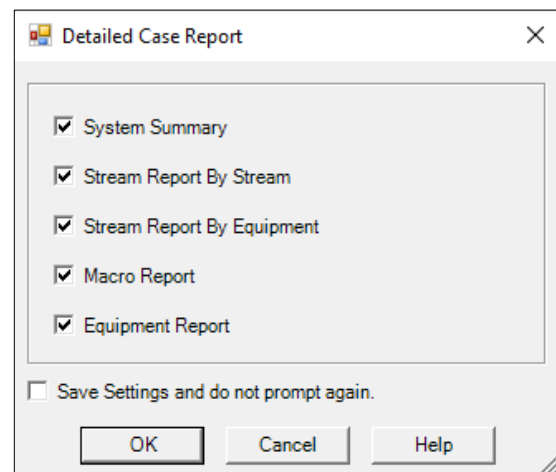 Detailed Case Report
System Summary
Stream Report By Stream
Stream Report By Equipment
Macro Report
Equipment Report
Save Settings and do not prompt again.
OK Cancel Help